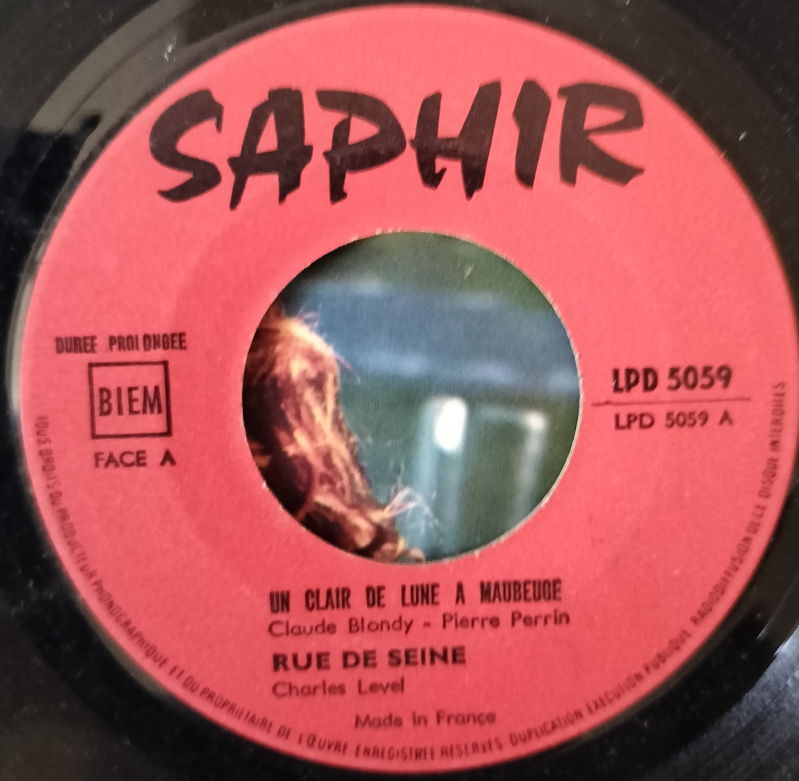 SAPHIR
DUREE PROLONGEE
BIEM
FACE A
LPD 5059
LPD 5059 A
UN CLAIR DE LUNE A MAUBEUGE
Claude Blondy - Pierre Perrin
RUE DE SEINE
Charles Level
Made in France
TOUS DROITS DU PRODUCTEUR PHONOGRAPHIQUE ET DU PROPRIETAIRE DE L'ŒUVRE ENREGISTREE RESERVES DUPLICATION EXECUTION PUBLIQUE RADIODIFFUSION DE CE DISQUE INTERDITES